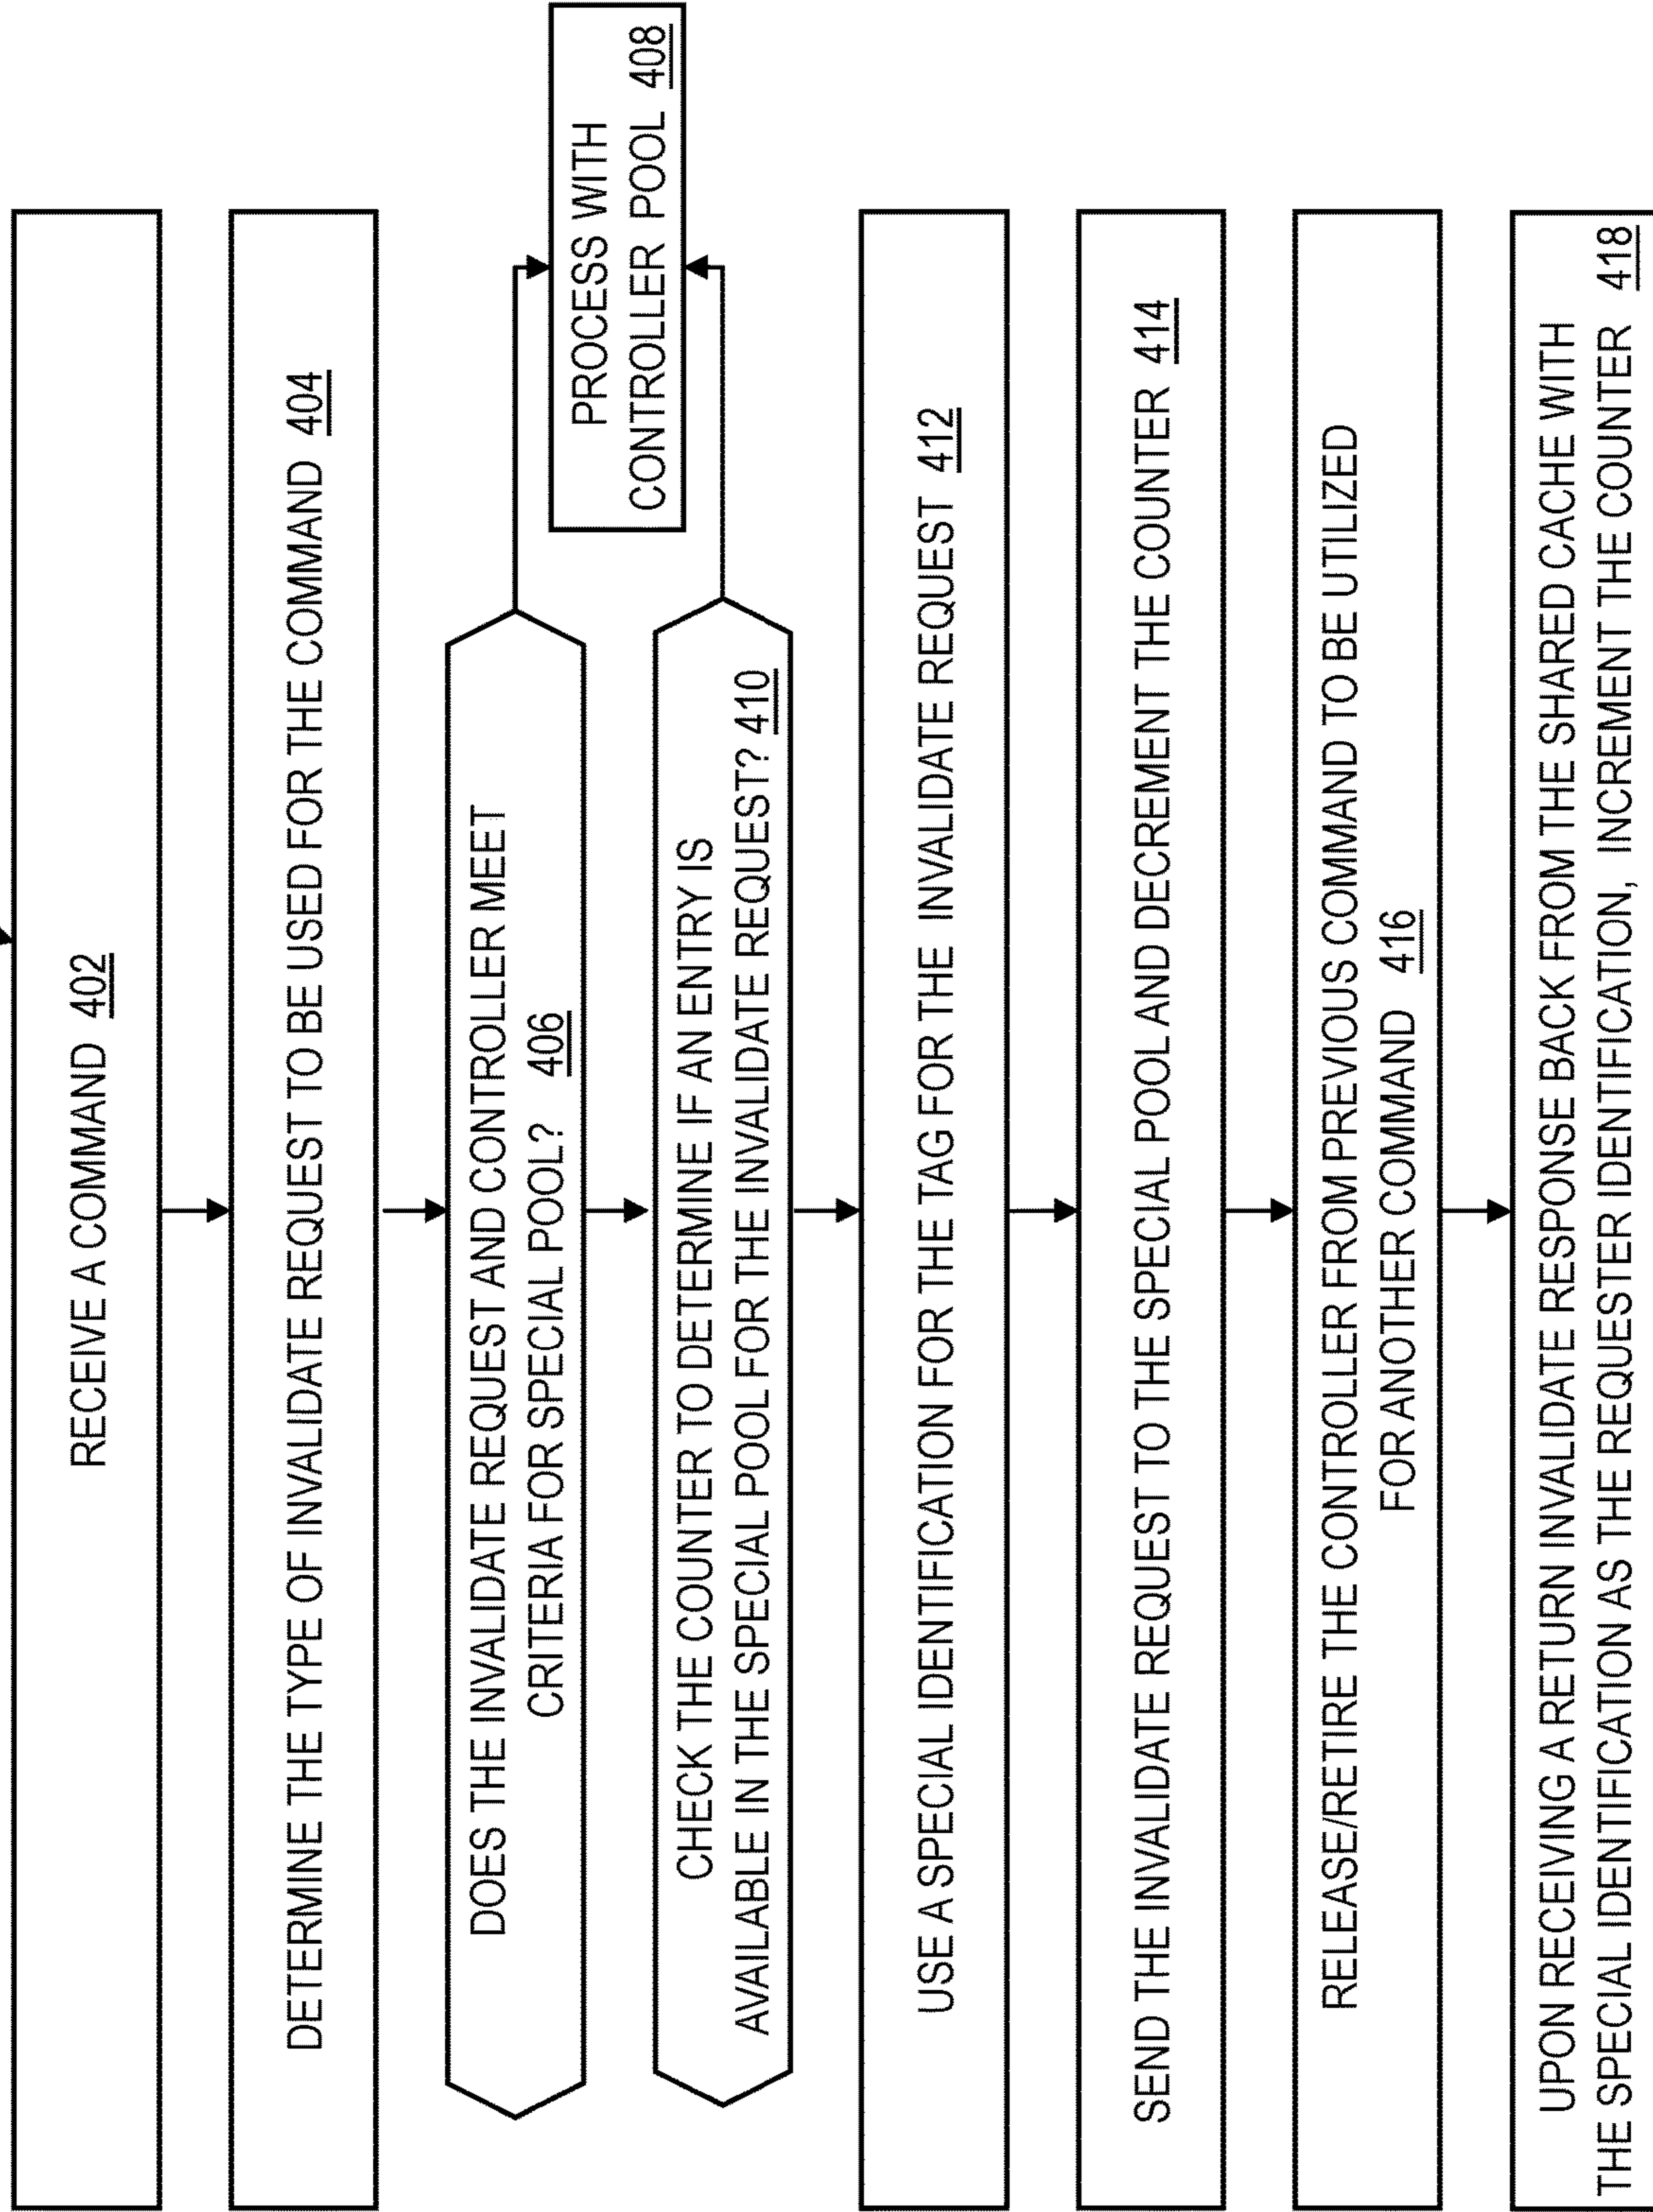 RECEIVE A COMMAND 402
DETERMINE THE TYPE OF INVALIDATE REQUEST TO BE USED FOR THE COMMAND 404
DOES THE INVALIDATE REQUEST AND CONTROLLER MEET
CRITERIA FOR SPECIAL POOL? 406
PROCESS WITH
CONTROLLER POOL 408
CHECK THE COUNTER TO DETERMINE IF AN ENTRY IS
AVAILABLE IN THE SPECIAL POOL FOR THE INVALIDATE REQUEST? 410
USE A SPECIAL IDENTIFICATION FOR THE TAG FOR THE INVALIDATE REQUEST 412
SEND THE INVALIDATE REQUEST TO THE SPECIAL POOL AND DECREMENT THE COUNTER 414
RELEASE/RETIRE THE CONTROLLER FROM PREVIOUS COMMAND TO BE UTILIZED
FOR ANOTHER COMMAND 416
UPON RECEIVING A RETURN INVALIDATE RESPONSE BACK FROM THE SHARED CACHE WITH
THE SPECIAL IDENTIFICATION AS THE REQUESTER IDENTIFICATION, INCREMENT THE COUNTER 418